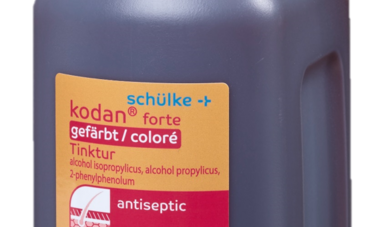 schülke -+
kodan® forte
gefärbt / coloré
Tinktur
alcohol isopropylicus, alcohol propylicus,
2-phenylphenolum
antiseptic